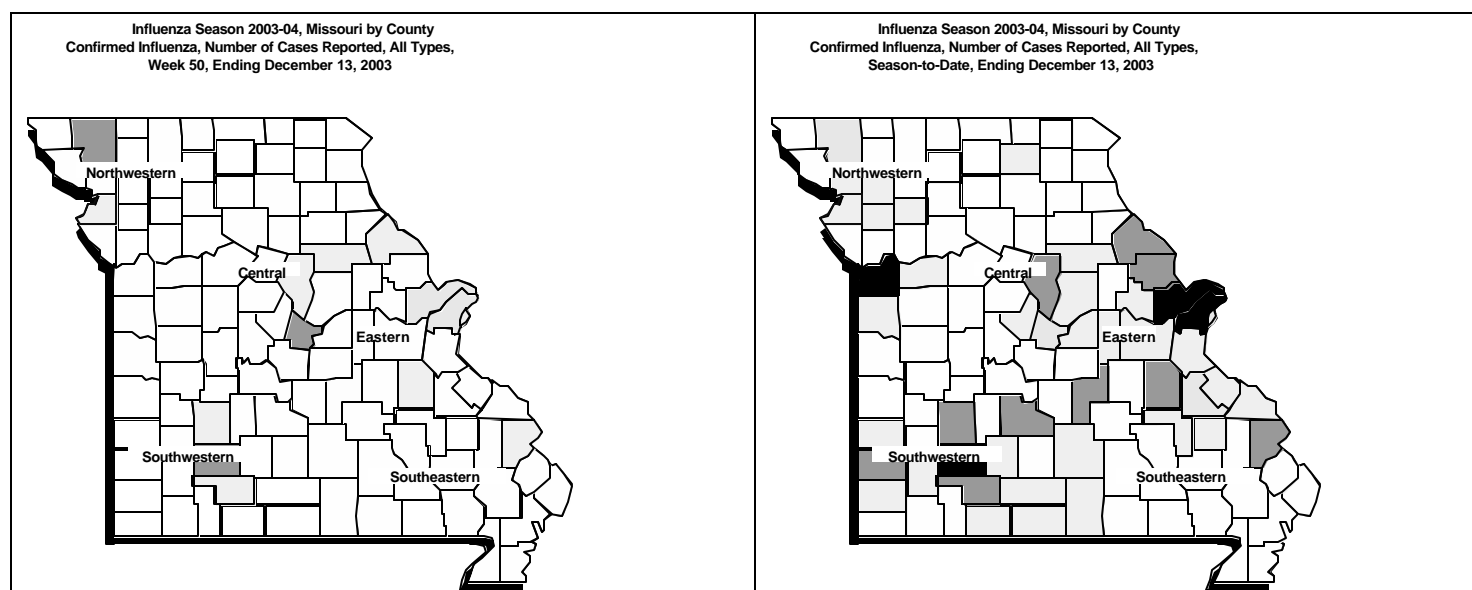 Influenza Season 2003-04, Missouri by County
Confirmed Influenza, Number of Cases Reported, All Types,
Week 50, Ending December 13, 2003
Northwestern
Central
Eastern
Southwestern
Southeastern
Influenza Season 2003-04, Missouri by County
Confirmed Influenza, Number of Cases Reported, All Types,
Season-to-Date, Ending December 13, 2003
Northwestern
Central
Eastern
Southwestern
Southeastern